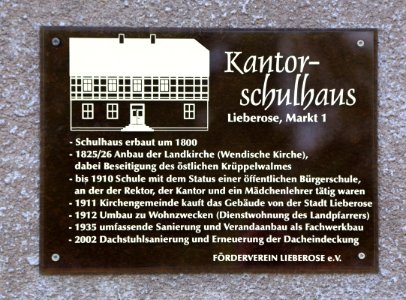 Kantor-
schulhaus
Lieberose, Markt 1
- Schulhaus erbaut um 1800
- 1825/26 Anbau der Landkirche (Wendische Kirche),
dabei Beseitigung des östlichen Krüppelwalmes
- bis 1910 Schule mit dem Status einer öffentlichen Bürgerschule,
an der der Rektor, der Kantor und ein Mädchenlehrer tätig waren
- 1911 Kirchengemeinde kauft das Gebäude von der Stadt Lieberose
- 1912 Umbau zu Wohnzwecken (Dienstwohnung des Landpfarrers)
- 1935 umfassende Sanierung und Verandaanbau als Fachwerkbau
- 2002 Dachstuhlsanierung und Erneuerung der Dacheindeckung
FÖRDERVEREIN LIEBEROSE e.V.